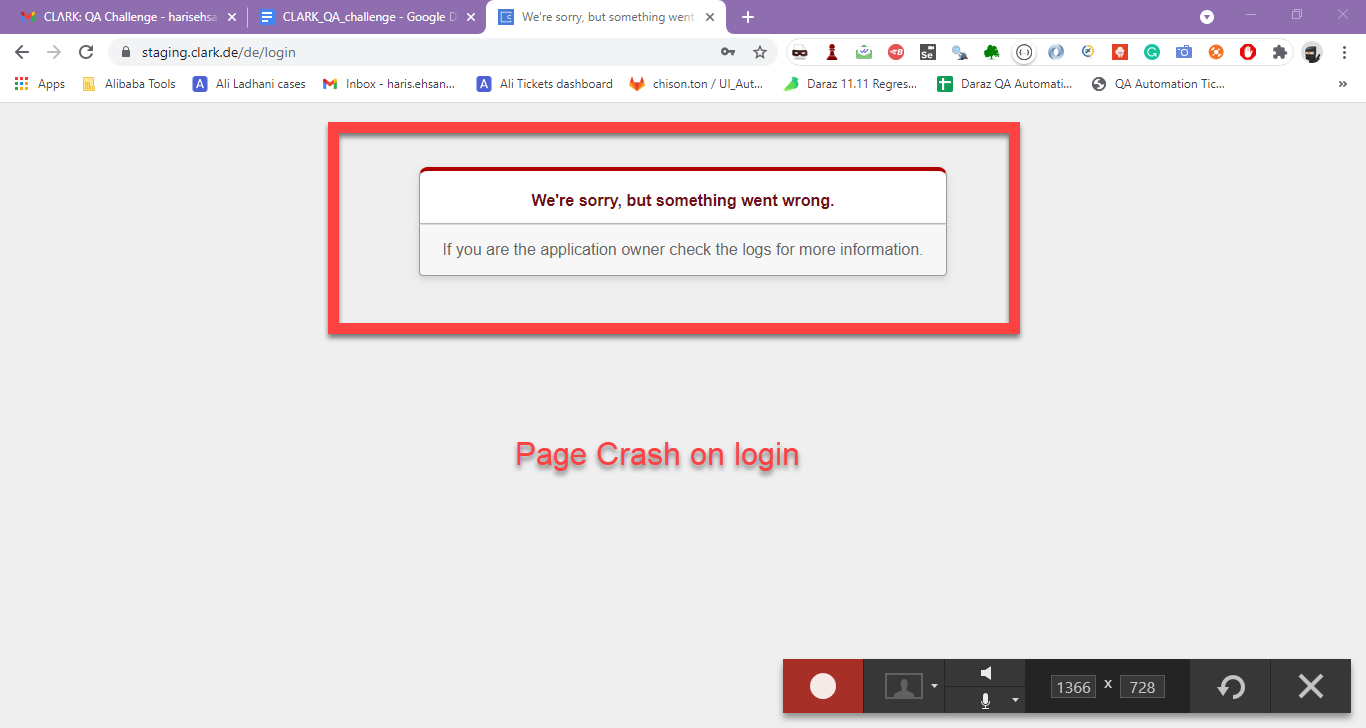 CLARK: QA Challenge - harisehsa
CLARK_QA_challenge - Google D
We're sorry, but something went
staging.clark.de/de/login
Se
Apps
Alibaba Tools
A Ali Ladhani cases
Inbox - haris.ehsan...
A Ali Tickets dashboard
chison.ton / UI_Aut...
Daraz 11.11 Regres...
Daraz QA Automati...
QA Automation Tic...
»
We're sorry, but something went wrong.
If you are the application owner check the logs for more information.
Page Crash on login
1366 x 728